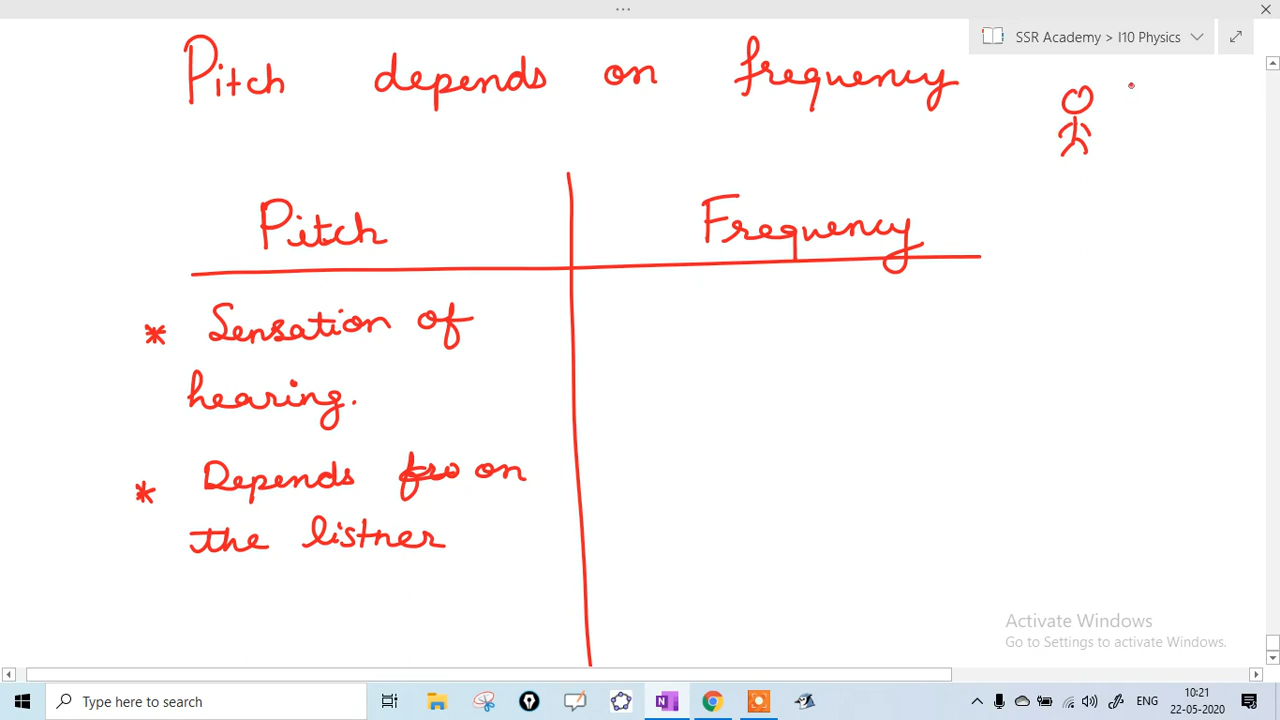 ...
SSR Academy > I10 Physics
Pitch depends on frequency
Pitch
Frequency
* Sensation of
hearing.
* Depends on
the listner
Activate Windows
Go to Settings to activate Windows.
Type here to search
ENG
10:21
22-05-2020